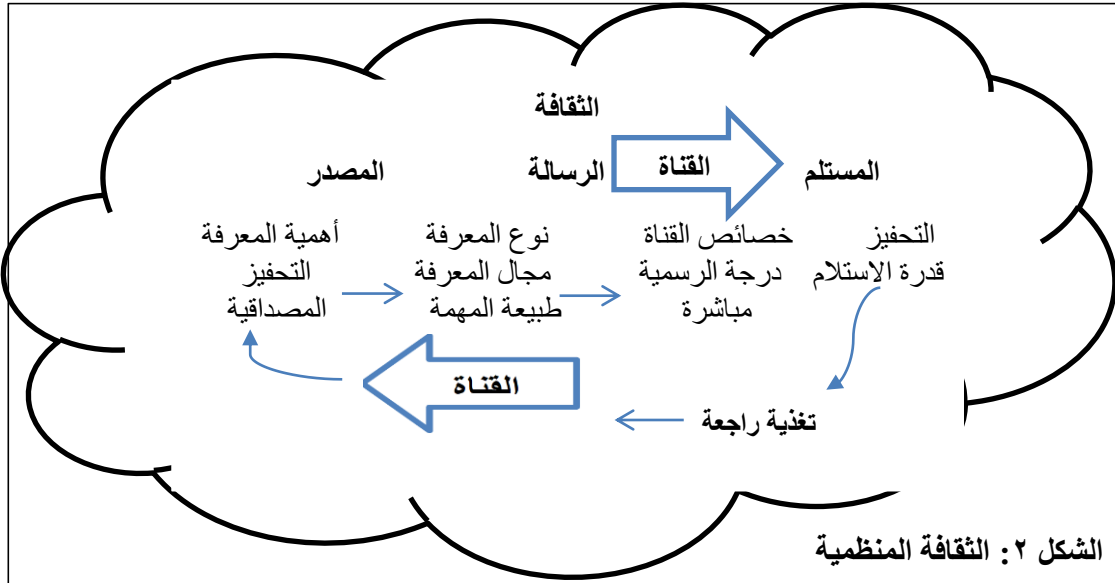 الثقافة
المصدر
الرسالة
القناة
المستلم
أهمية المعرفة
التحفيز
المصداقية
نوع المعرفة
مجال المعرفة
طبيعة المهمة
خصائص القناة
درجة الرسمية
مباشرة
التحفيز
قدرة الاستلام
القناة
تغذية راجعة
الشكل ٢: الثقافة المنظمية